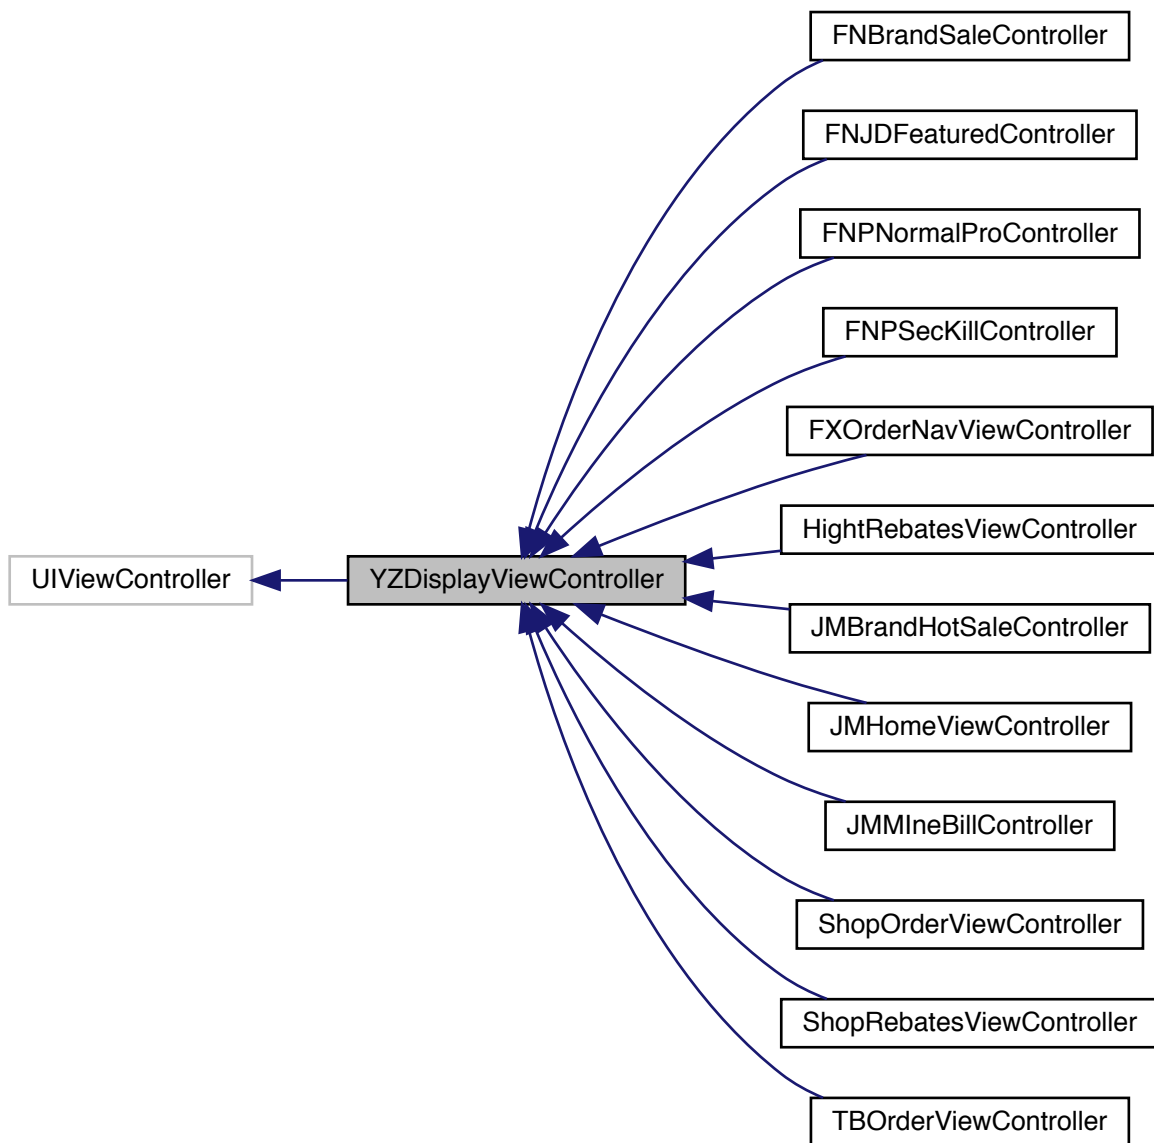 FNBrandSaleController
FNJDFeaturedController
FNPNormalProController
FNPSecKillController
FXOrderNavViewController
HightRebatesViewController
UIViewController
YZDisplayViewController
JMBrandHotSaleController
JMHomeViewController
JMMIneBillController
ShopOrderViewController
ShopRebatesViewController
TBOrderViewController